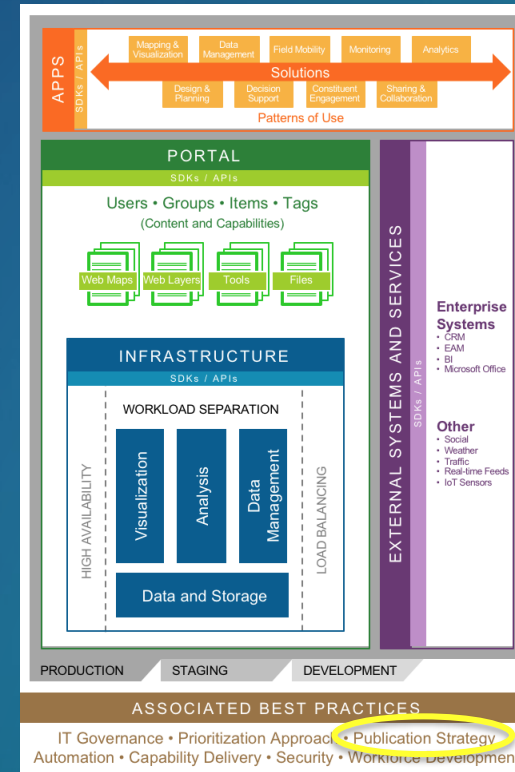 APPS
SDKs / APIs
Mapping & Visualization
Data Management
Field Mobility
Monitoring
Analytics
Solutions
Design & Planning
Decision Support
Constituent Engagement
Sharing & Collaboration
Patterns of Use
PORTAL
SDKs / APIs
Users • Groups • Items • Tags
(Content and Capabilities)
Web Maps
Web Layers
Tools
Files
INFRASTRUCTURE
SDKs / APIs
WORKLOAD SEPARATION
HIGH AVAILABILITY
Visualization
Analysis
Data Management
LOAD BALANCING
Data and Storage
EXTERNAL SYSTEMS AND SERVICES
SDKs / APIs
Enterprise
Systems
• CRM
• EAM
• BI
• Microsoft Office
Other
• Social
• Weather
• Traffic
• Real-time Feeds
• IoT Sensors
PRODUCTION
STAGING
DEVELOPMENT
ASSOCIATED BEST PRACTICES
IT Governance • Prioritization Approach • Publication Strategy
Automation • Capability Delivery • Security • Workforce Developmen